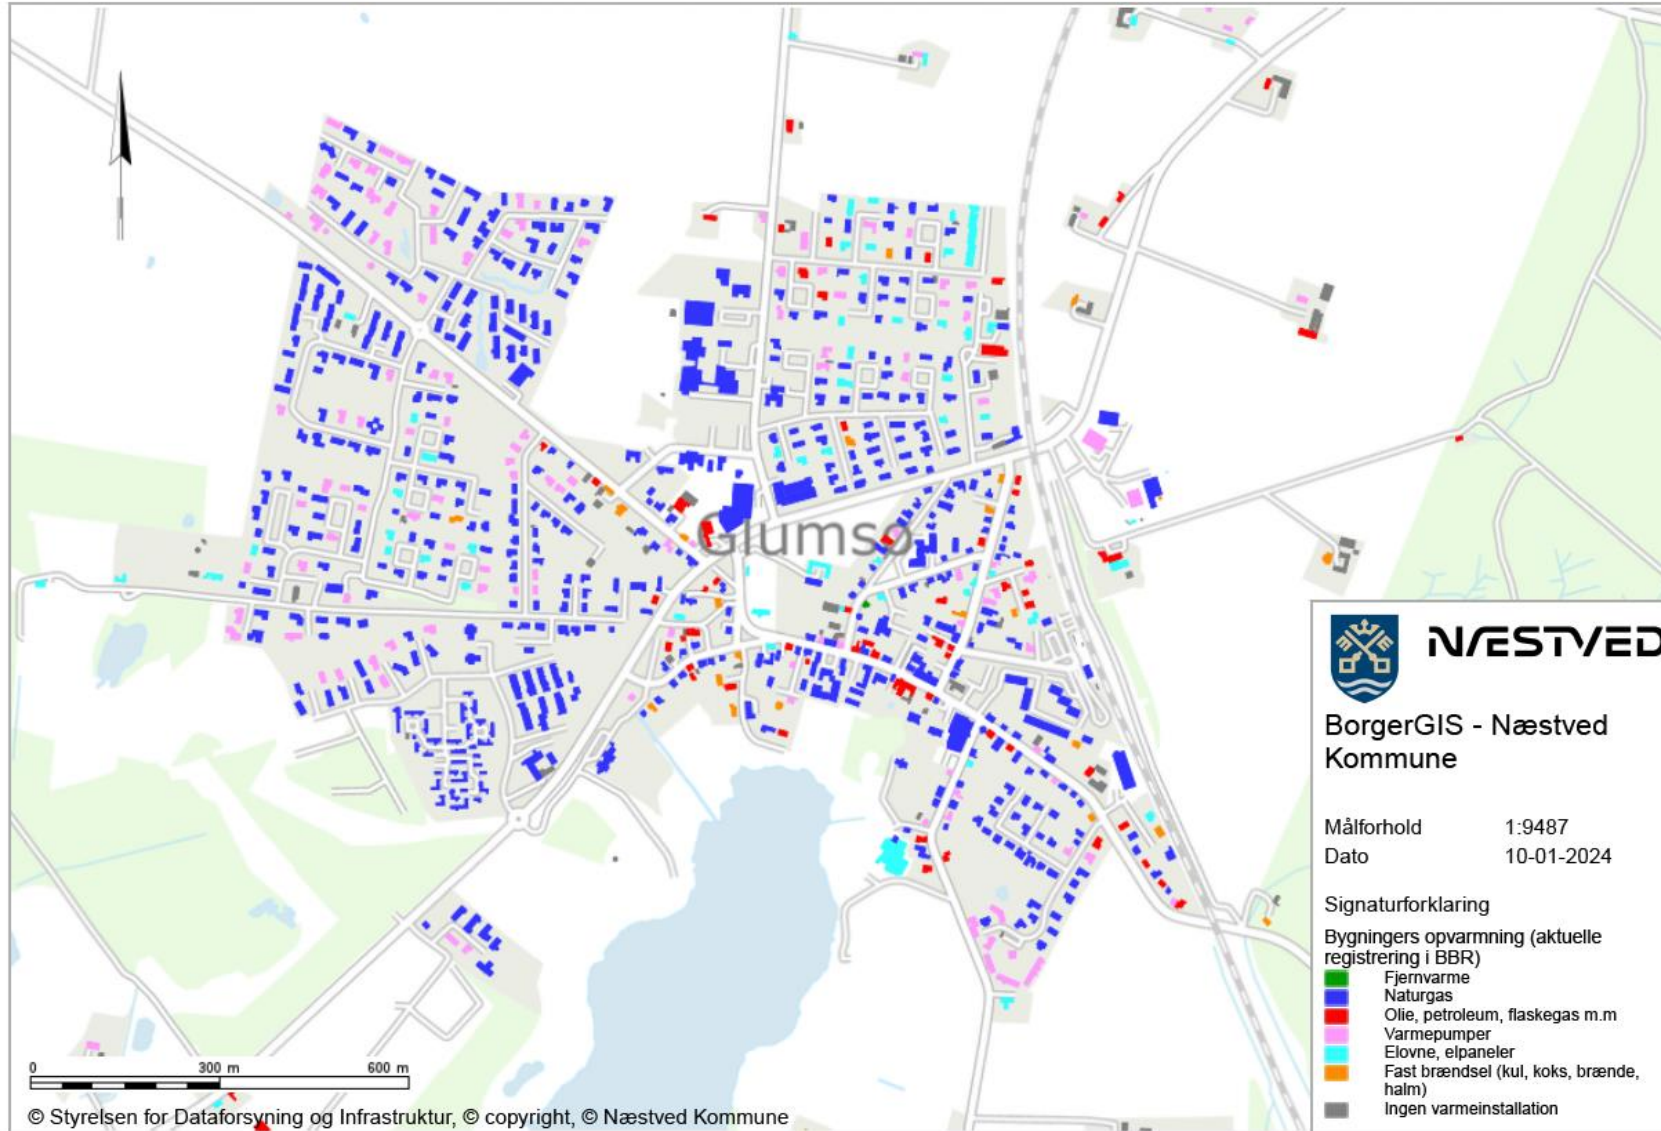 Glumsø
NÆSTVED
BorgerGIS - Næstved
Kommune
Målforhold 1:9487
Dato 10-01-2024
Signaturforklaring
Bygningers opvarmning (aktuelle
registrering i BBR)
Fjernvarme
Naturgas
Olie, petroleum, flaskegas m.m
Varmepumper
Elovne, elpaneler
Fast brændsel (kul, koks, brænde,
halm)
Ingen varmeinstallation
0 300 m 600 m
© Styrelsen for Dataforsyning og Infrastruktur, © copyright, © Næstved Kommune